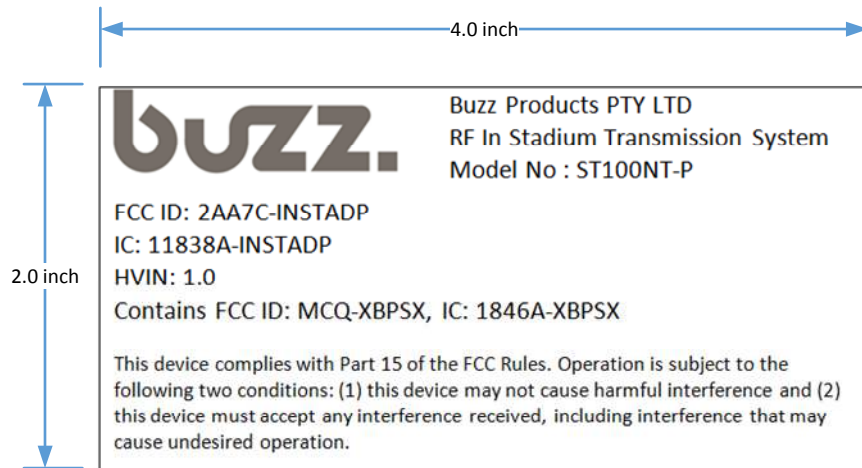 4.0 inch
buzz.
Buzz Products PTY LTD
RF In Stadium Transmission System
Model No : ST100NT-P
FCC ID: 2AA7C-INSTADP
IC: 11838A-INSTADP
2.0 inch
HVIN: 1.0
Contains FCC ID: MCQ-XBPSX, IC: 1846A-XBPSX
This device complies with Part 15 of the FCC Rules. Operation is subject to the
following two conditions: (1) this device may not cause harmful interference and (2)
this device must accept any interference received, including interference that may
cause undesired operation.